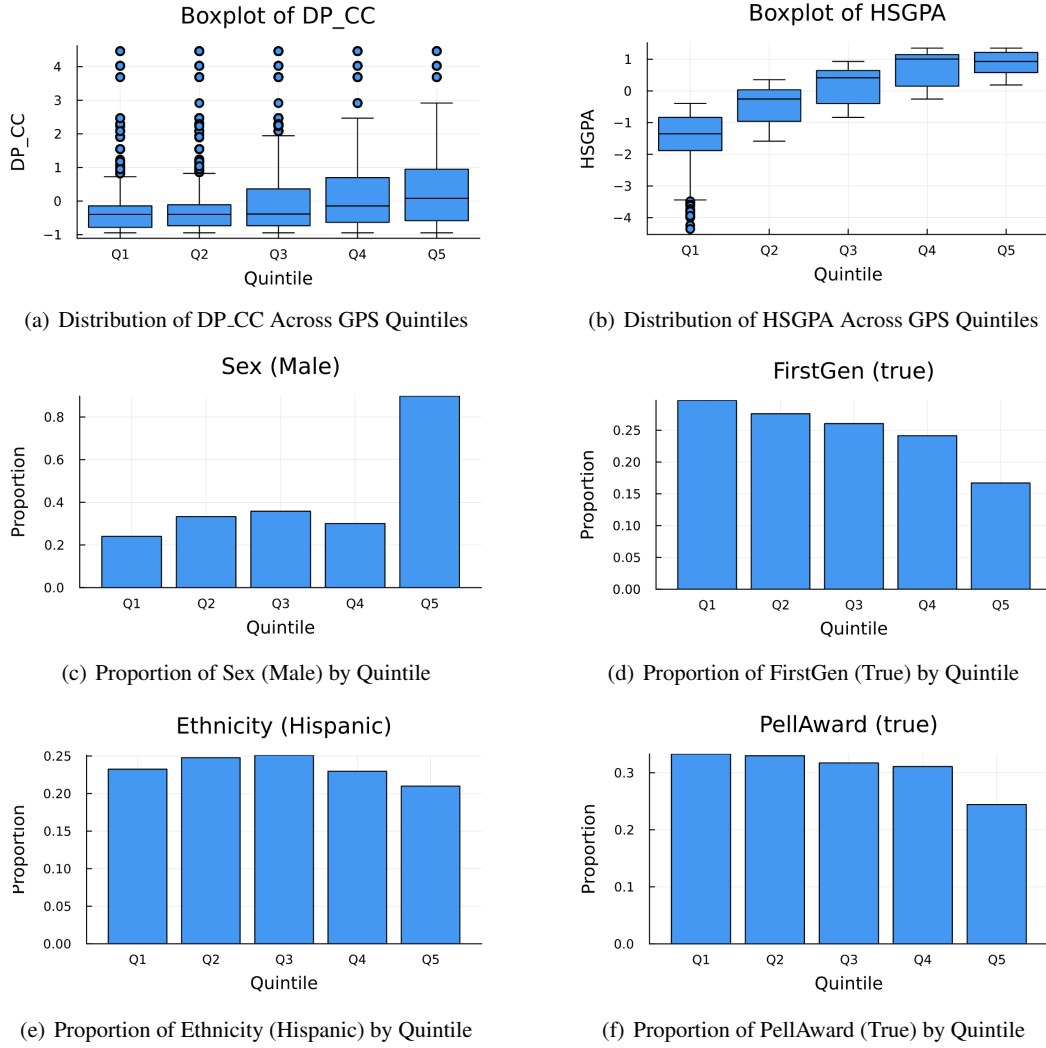 Boxplot of DP_CC
DP_CC
4
3
2
1
0
−1
Q1 Q2 Q3 Q4 Q5
Quintile
(a) Distribution of DP_CC Across GPS Quintiles
Boxplot of HSGPA
HSGPA
1
0
−1
−2
−3
−4
Q1 Q2 Q3 Q4 Q5
Quintile
(b) Distribution of HSGPA Across GPS Quintiles
Sex (Male)
Proportion
0.8
0.6
0.4
0.2
0.0
Q1 Q2 Q3 Q4 Q5
Quintile
(c) Proportion of Sex (Male) by Quintile
FirstGen (true)
Proportion
0.25
0.20
0.15
0.10
0.05
0.00
Q1 Q2 Q3 Q4 Q5
Quintile
(d) Proportion of FirstGen (True) by Quintile
Ethnicity (Hispanic)
Proportion
0.25
0.20
0.15
0.10
0.05
0.00
Q1 Q2 Q3 Q4 Q5
Quintile
(e) Proportion of Ethnicity (Hispanic) by Quintile
PellAward (true)
Proportion
0.3
0.2
0.1
0.0
Q1 Q2 Q3 Q4 Q5
Quintile
(f) Proportion of PellAward (True) by Quintile